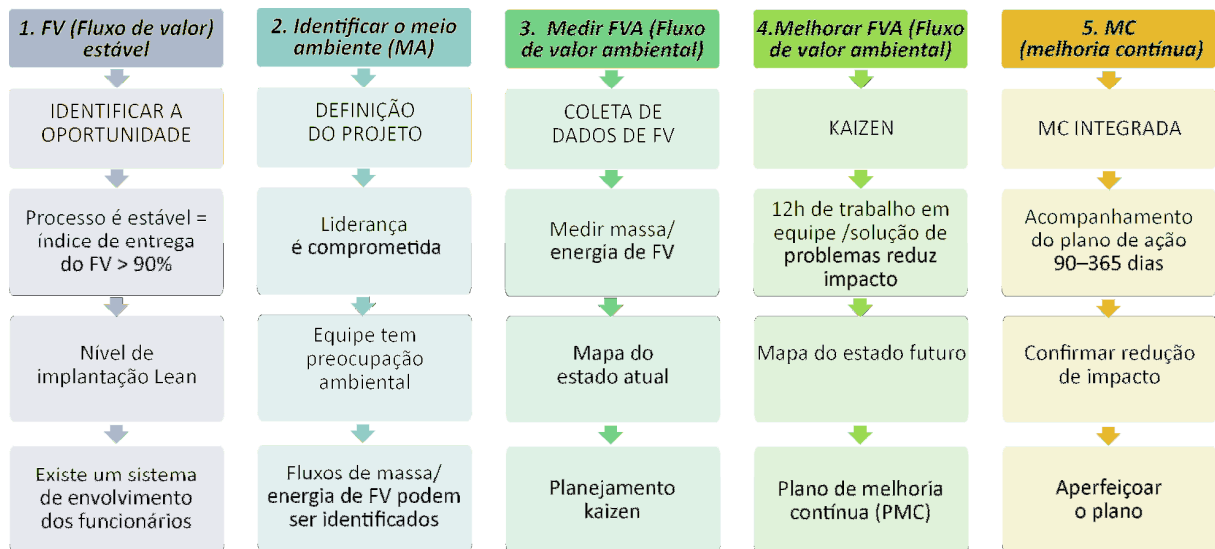 1. FV (Fluxo de valor)
estável
IDENTIFICAR A
OPORTUNIDADE
Processo é estável =
índice de entrega
do FV > 90%
Nível de
implantação Lean
Existe um sistema
de envolvimento
dos funcionários
2. Identificar o meio
ambiente (MA)
DEFINIÇÃO
DO PROJETO
Liderança
é comprometida
Equipe tem
preocupação
ambiental
Fluxos de massa/
energia de FV podem
ser identificados
3. Medir FVA (Fluxo
de valor ambiental)
COLETA DE
DADOS DE FV
Medir massa/
energia de FV
Mapa do
estado atual
Planejamento
kaizen
4.Melhorar FVA (Fluxo
de valor ambiental)
KAIZEN
12h de trabalho em
equipe /solução de
problemas reduz
impacto
Mapa do estado futuro
Plano de melhoria
contínua (PMC)
5. MC
(melhoria contínua)
MC INTEGRADA
Acompanhamento
do plano de ação
90–365 dias
Confirmar redução
de impacto
Aperfeiçoar
o plano